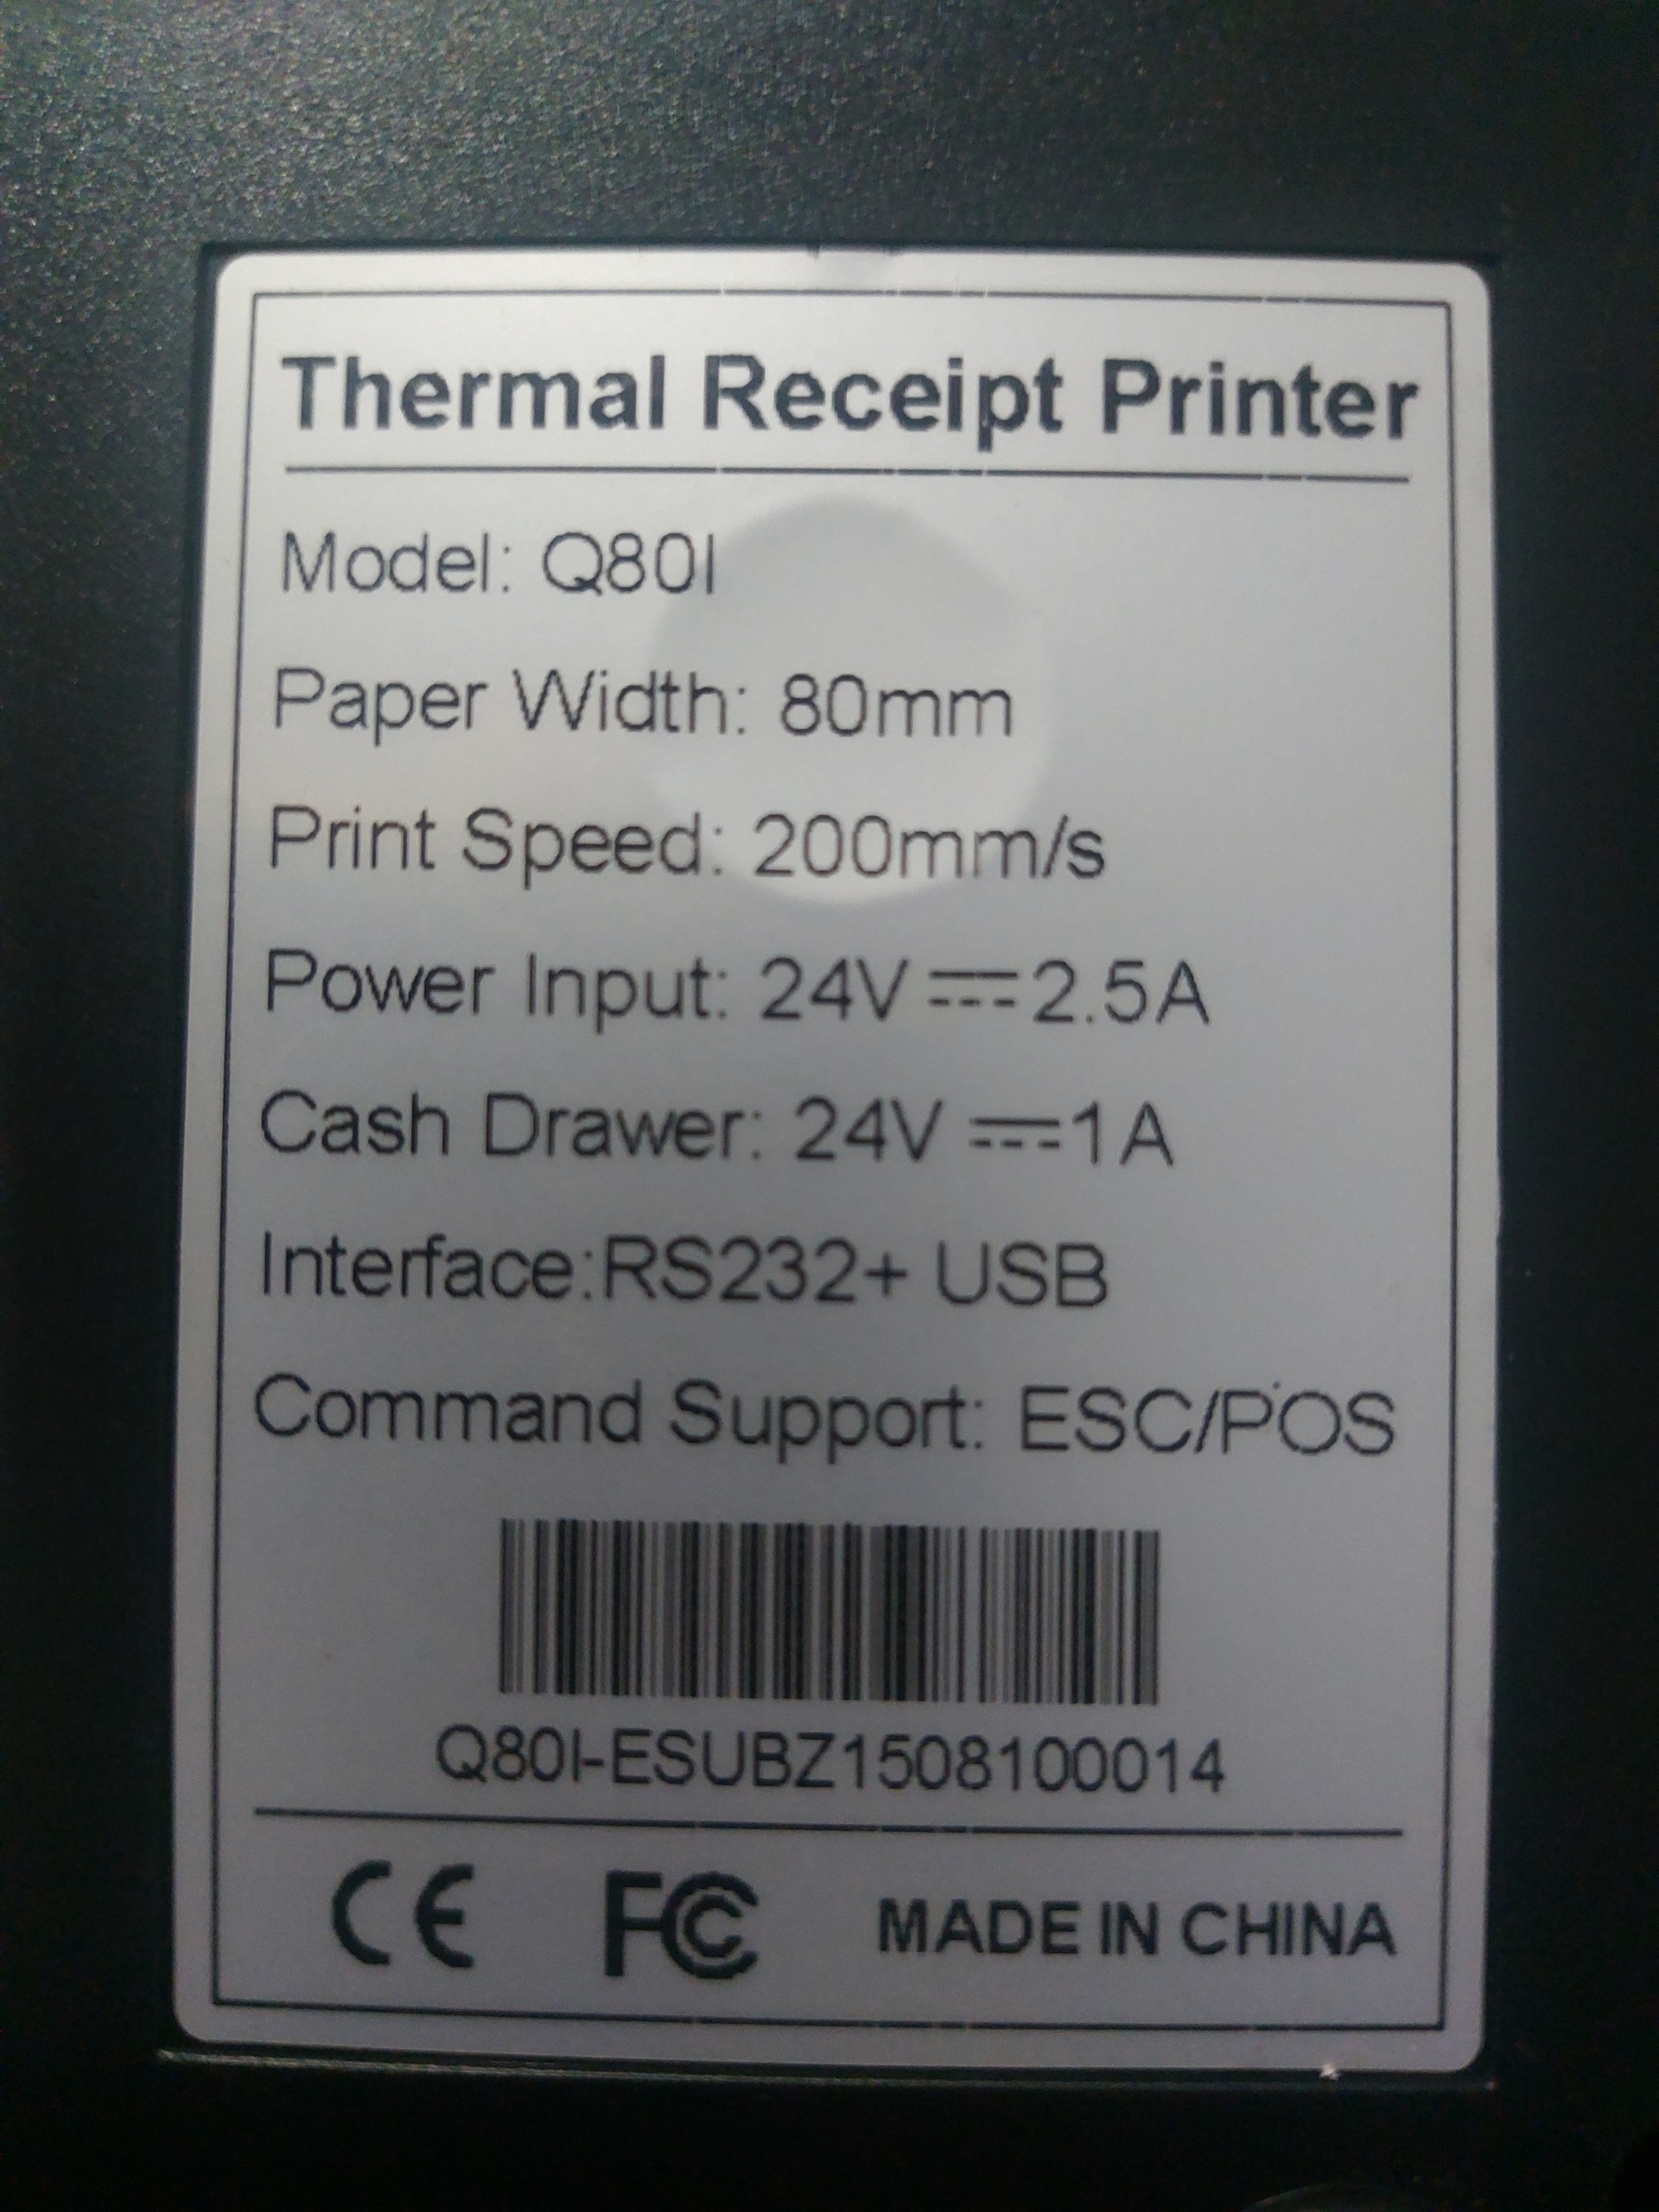 Thermal Receipt Printer
Model: Q80I
Paper Width: 80mm
Print Speed: 200mm/s
Power Input: 24V ⎓2.5A
Cash Drawer: 24V ⎓1A
Interface:RS232+ USB
Command Support: ESC/POS
Q80I-ESUBZ1508100014
CE FC MADE IN CHINA